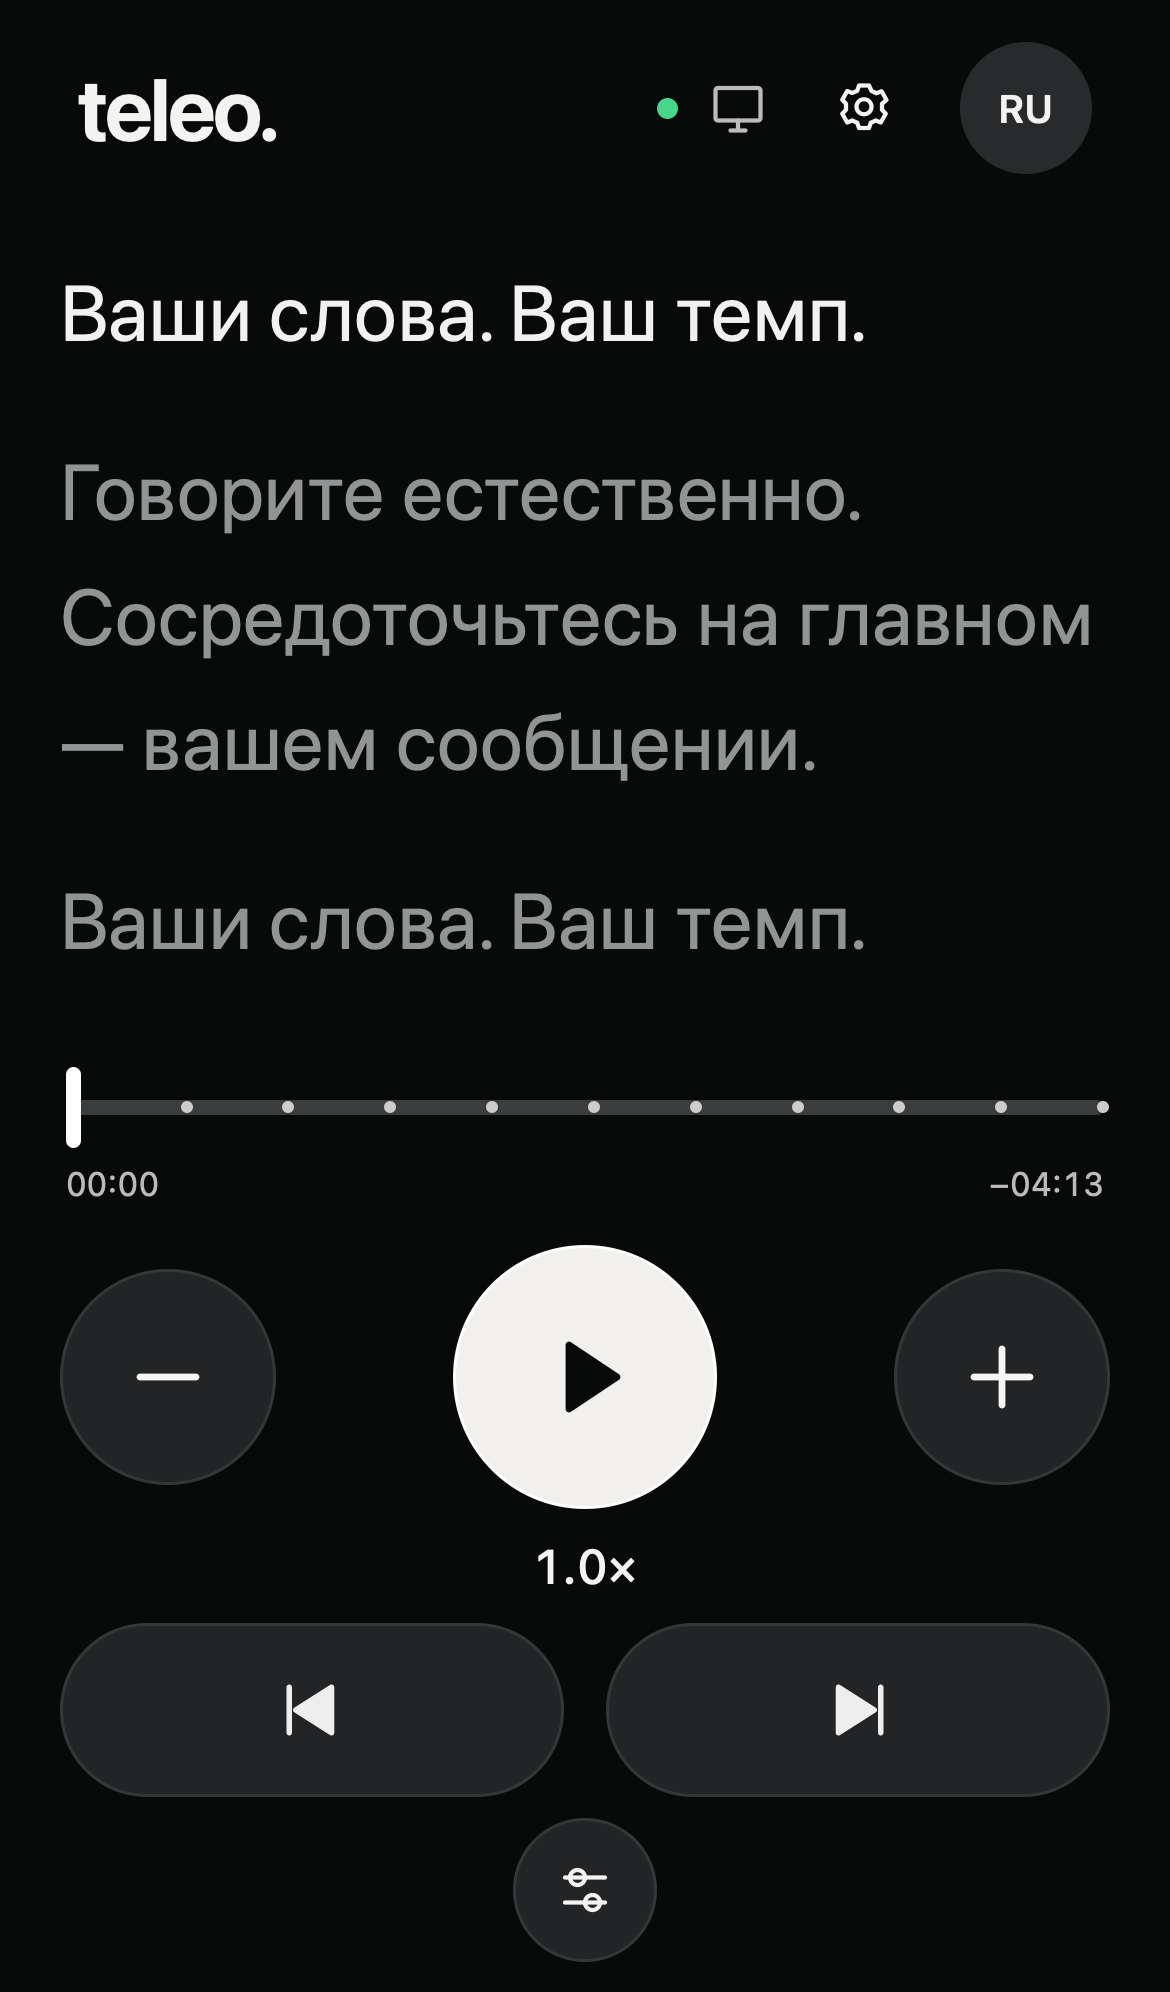 teleo.
RU
Ваши слова. Ваш темп.
Говорите естественно.
Сосредоточьтесь на главном
— вашем сообщении.
Ваши слова. Ваш темп.
00:00
–04:13
1.0×